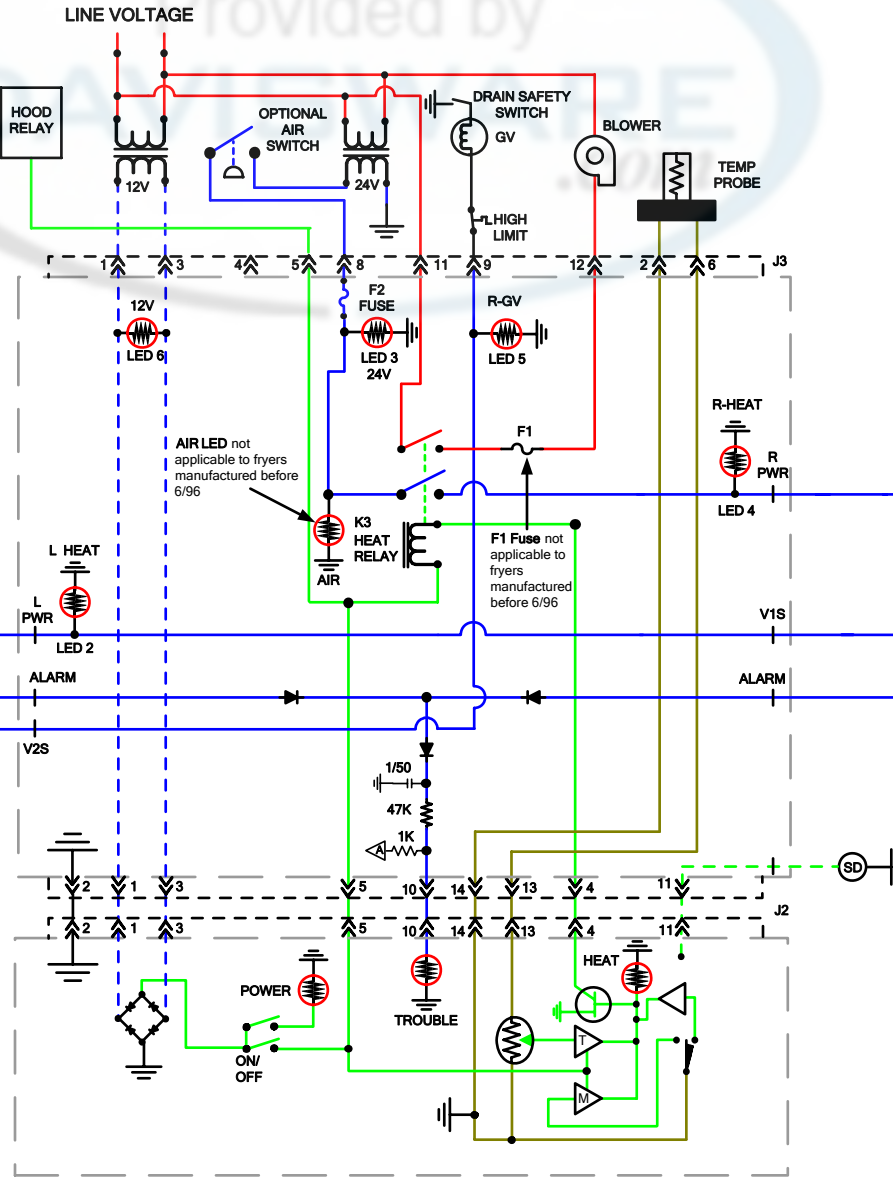 Provided by
DAVISWARE
.com
LINE VOLTAGE
HOOD
RELAY
OPTIONAL
AIR
SWITCH
DRAIN SAFETY
SWITCH
GV
BLOWER
TEMP
PROBE
12V
24V
HIGH
LIMIT
1
3
4
5
8
11
9
12
2
6
J3
12V
LED 6
F2
FUSE
LED 3
24V
R-GV
LED 5
R-HEAT
R
PWR
LED 4
AIR LED not
applicable to fryers
manufactured before
6/96
F1
K3
HEAT
RELAY
AIR
F1 Fuse not
applicable to
fryers
manufactured
before 6/96
L HEAT
L
PWR
LED 2
V1S
ALARM
ALARM
V2S
1/50
47K
1K
A
SD
2
1
3
5
10
14
13
4
11
J2
2
1
3
5
10
14
13
4
11
POWER
TROUBLE
HEAT
ON/
OFF
T
M